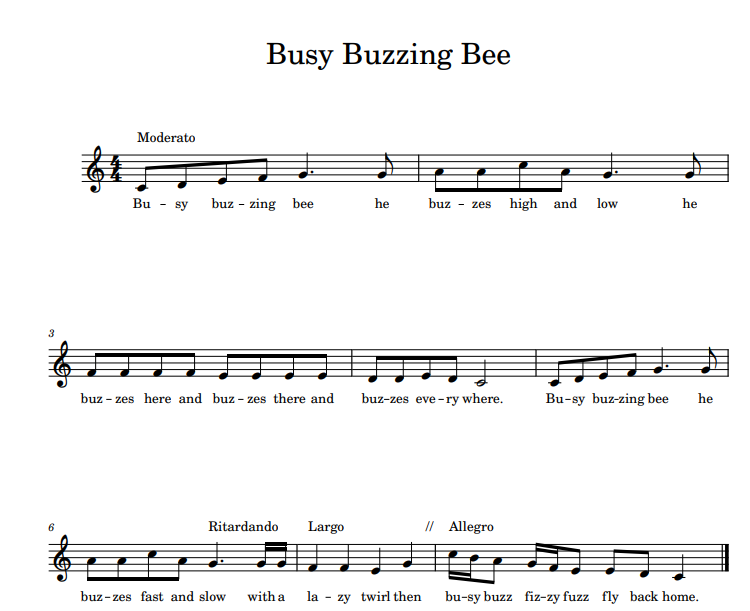 Busy Buzzing Bee
Moderato
Bu - sy buz - zing bee he buz - zes high and low he
3
buz - zes here and buz - zes there and buz - zes eve - ry where. Bu - sy buz - zing bee he
6
Ritardando Largo // Allegro
buz - zes fast and slow with a la - zy twirl then bu - sy buzz fiz - zy fuzz fly back home.